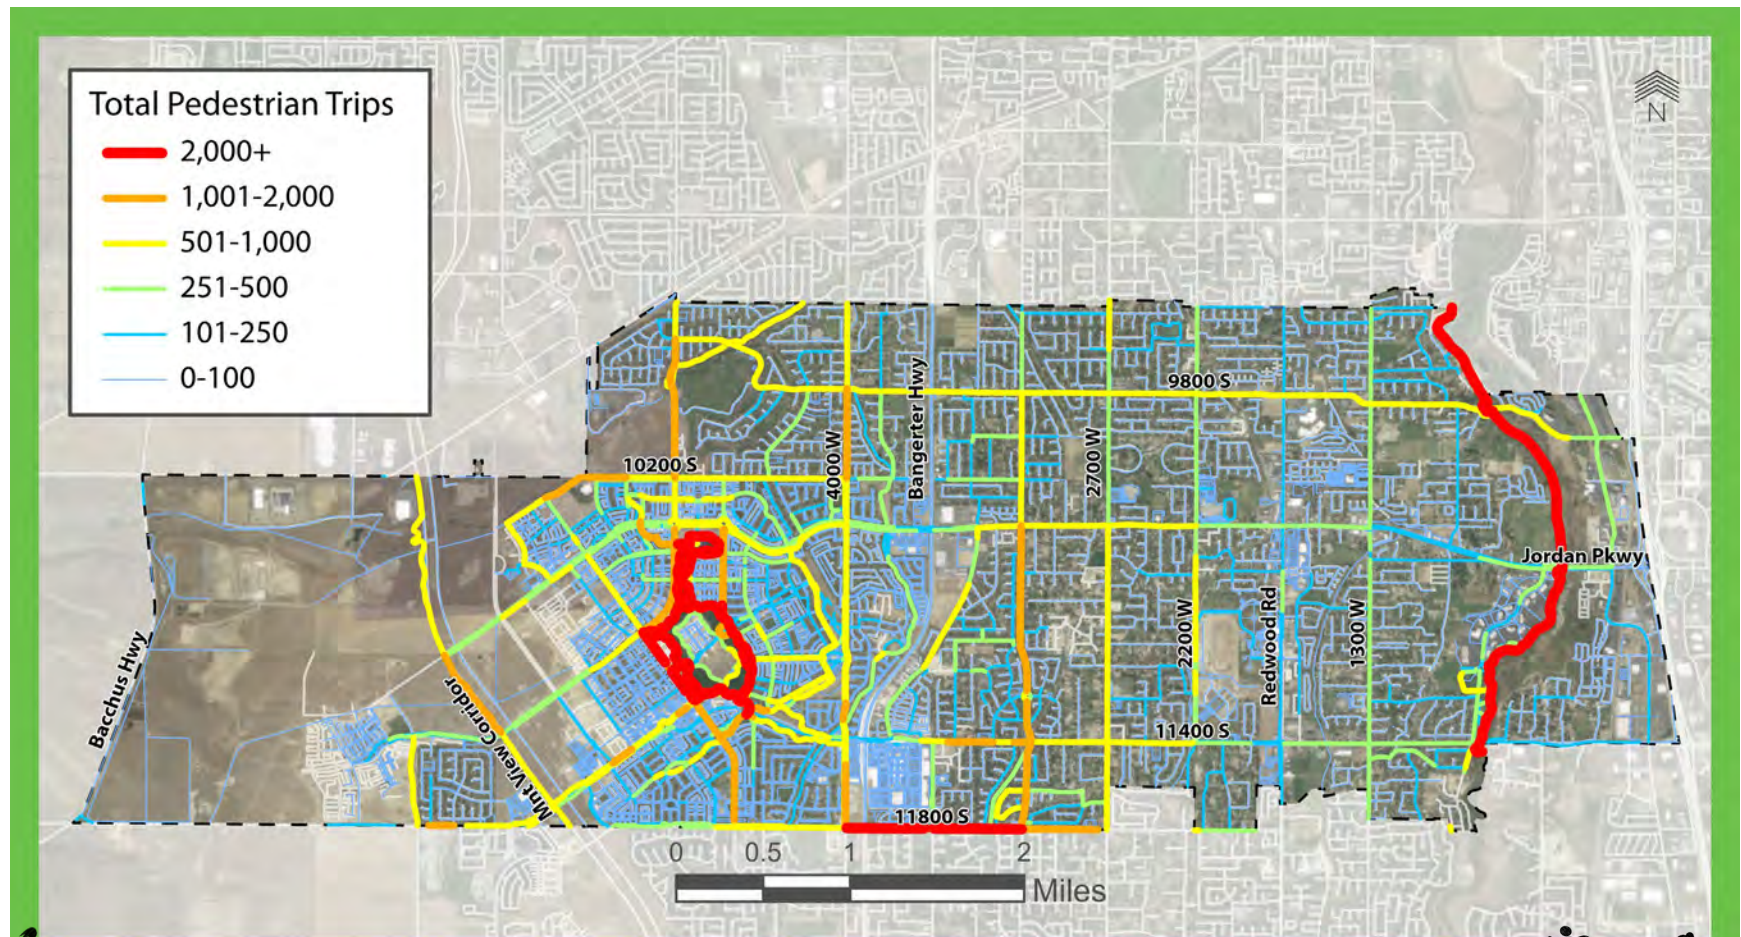 Total Pedestrian Trips
2,000+
1,001-2,000
501-1,000
251-500
101-250
0-100
N
9800 S
Bangerter Hwy
4000 W
2700 W
10200 S
Jordan Pkwy
2200 W
Redwood Rd
1300 W
Bacchus Hwy
Mnt View Corridor
11400 S
11800 S
0 0.5 1 2
Miles